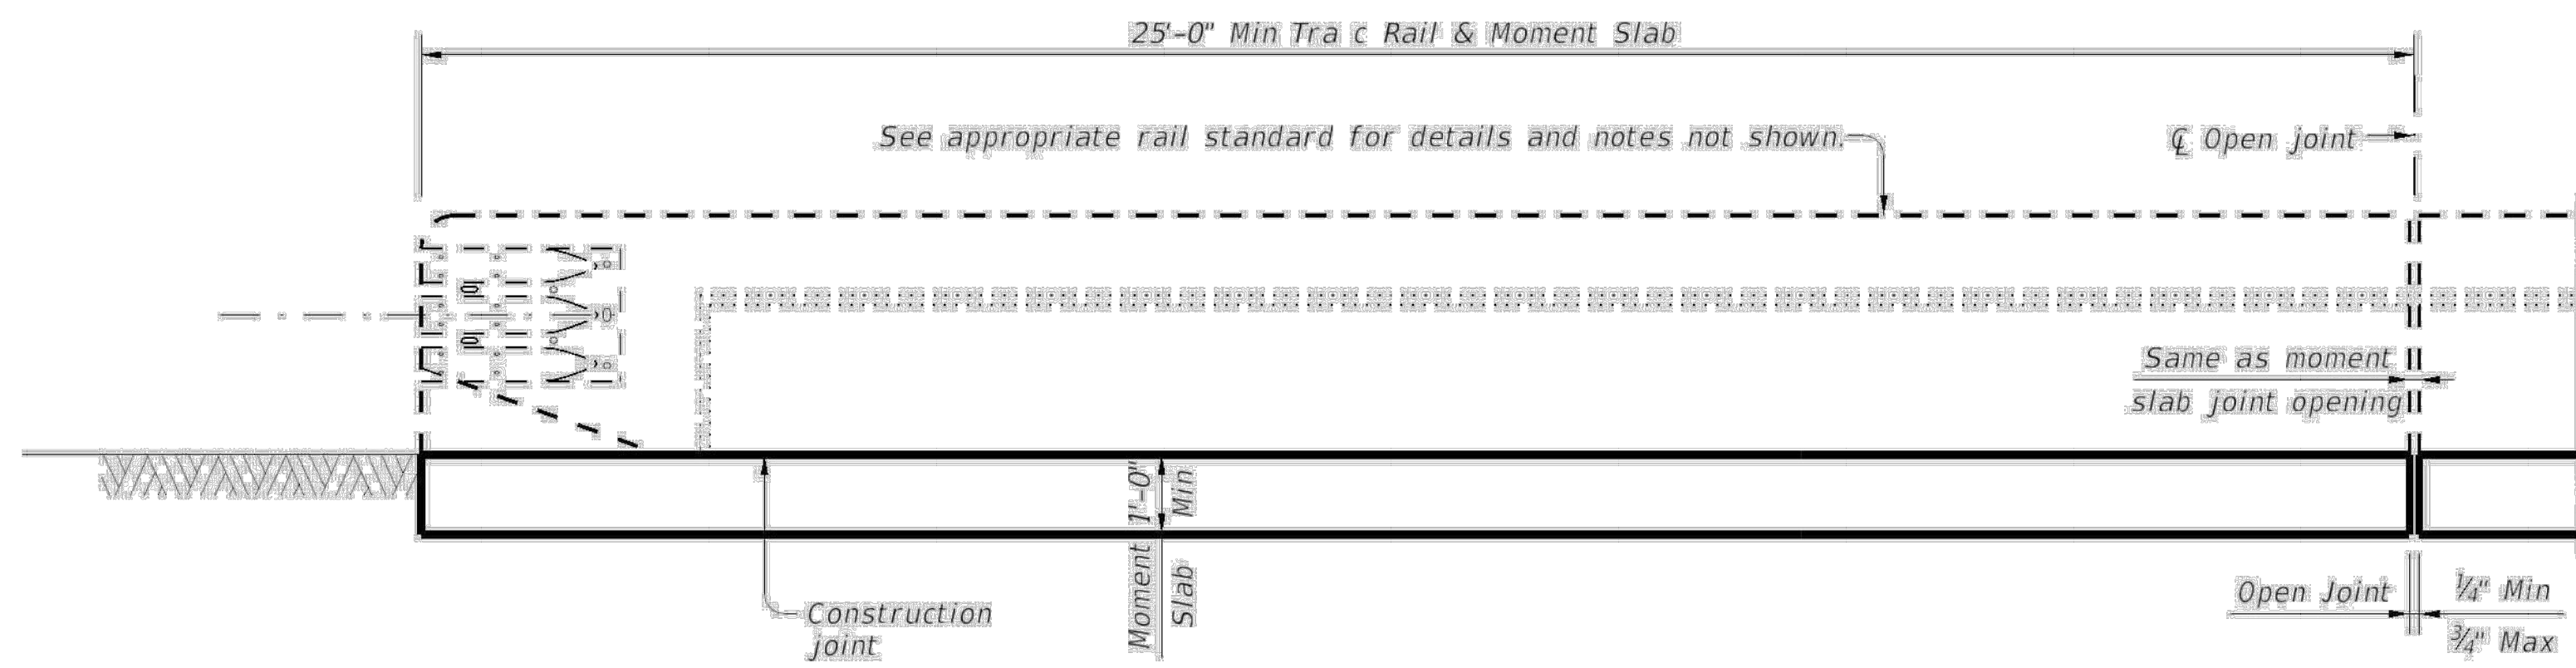 25'-0" Min Tra c Rail & Moment Slab
See appropriate rail standard for details and notes not shown.
℄ Open joint
Same as moment
slab joint opening
1'-0"
Min
Moment
Slab
Construction
joint
Open Joint
¼" Min
¾" Max